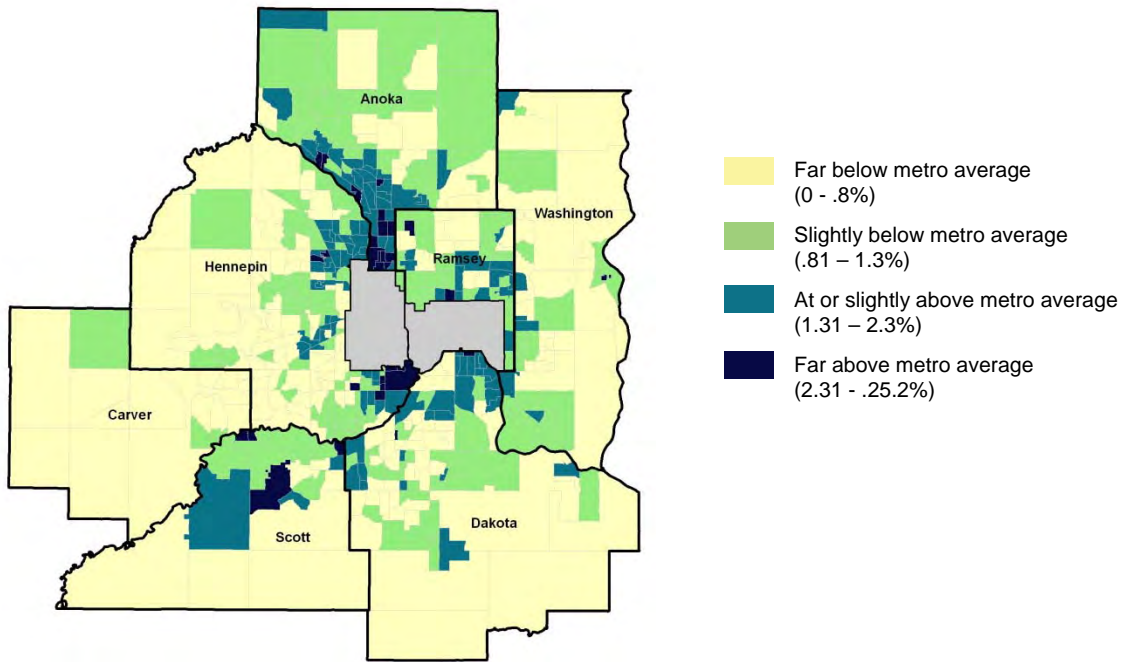 Anoka
Washington
Hennepin
Ramsey
Carver
Scott
Dakota
Far below metro average
(0 - .8%)
Slightly below metro average
(.81 – 1.3%)
At or slightly above metro average
(1.31 – 2.3%)
Far above metro average
(2.31 - .25.2%)